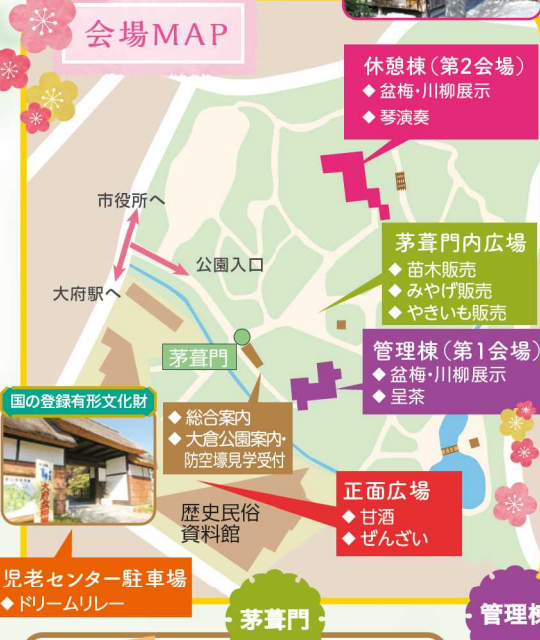 会場MAP
休憩棟(第2会場)
◆ 盆梅・川柳展示
◆ 琴演奏
市役所へ
公園入口
大府駅へ
茅葺門内広場
◆ 苗木販売
◆ みやげ販売
◆ やきいも販売
茅葺門
管理棟(第1会場)
◆ 盆梅・川柳展示
◆ 呈茶
国の登録有形文化財
◆ 総合案内
◆ 大倉公園案内・
防空壕見学受付
歴史民俗
資料館
正面広場
◆ 甘酒
◆ ぜんざい
児老センター駐車場
◆ ドリームリレー
茅葺門
管理棟